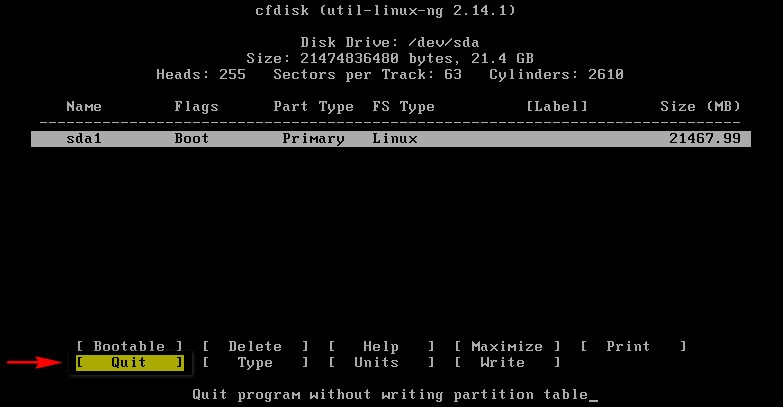 cfdisk (util-linux-ng 2.14.1)
Disk Drive: /dev/sda
Size: 21474836480 bytes, 21.4 GB
Heads: 255   Sectors per Track: 63   Cylinders: 2610
Name   Flags   Part Type   FS Type   [Label]   Size (MB)
sda1   Boot   Primary   Linux   21467.99
[ Bootable ]   [ Delete ]   [ Help ]   [ Maximize ]   [ Print ]
[ Quit ]   [ Type ]   [ Units ]   [ Write ]
Quit program without writing partition table_